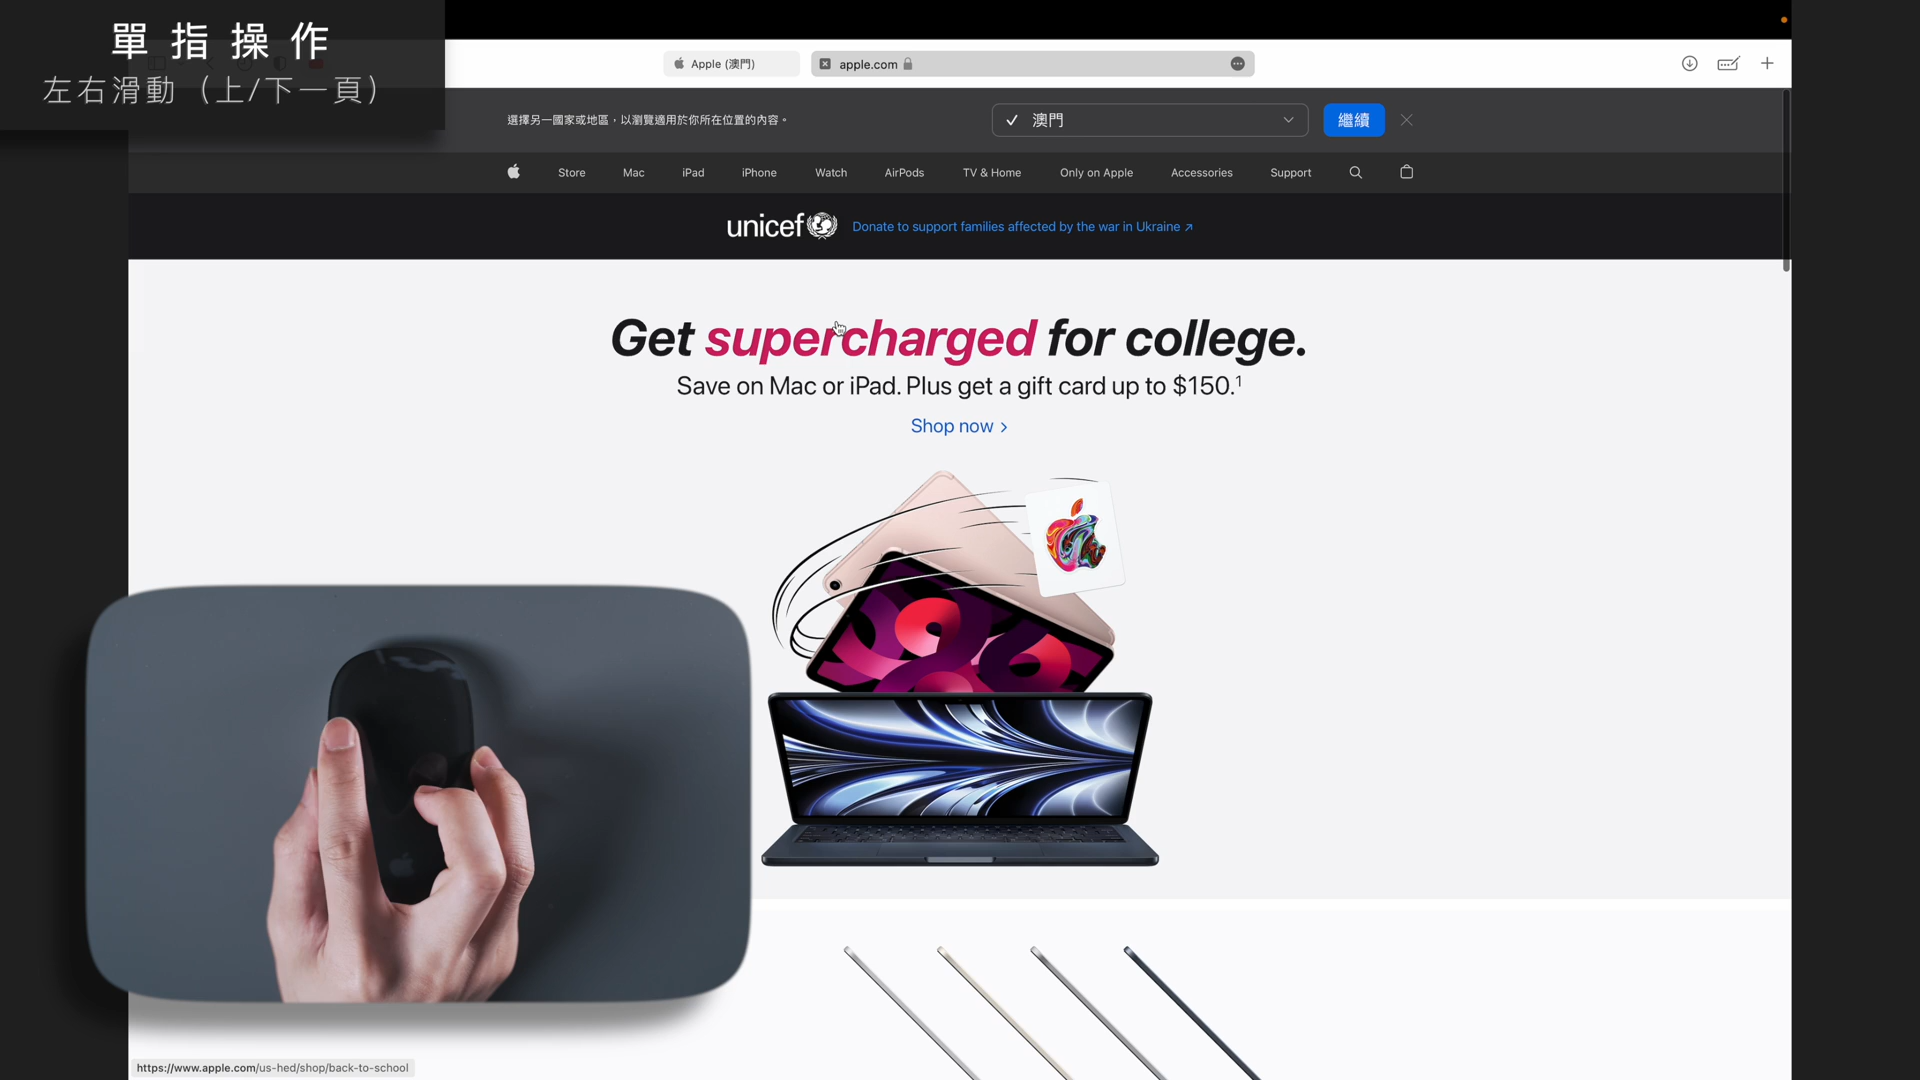 單指操作
左右滑動（上/下一頁）
Apple (澳門)
apple.com
選擇另一國家或地區，以瀏覽適用於你所在位置的內容。
澳門
繼續
Store Mac iPad iPhone Watch AirPods TV & Home Only on Apple Accessories Support
unicef Donate to support families affected by the war in Ukraine ↗
Get supercharged for college.
Save on Mac or iPad. Plus get a gift card up to $150.¹
Shop now >
https://www.apple.com/us-hed/shop/back-to-school